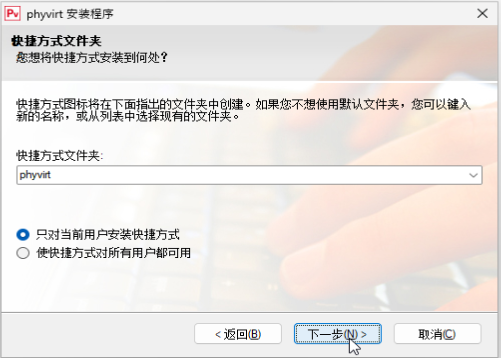 Pv phyvirt 安装程序
快捷方式文件夹
您想将快捷方式安装到何处？
快捷方式图标将在下面指出的文件夹中创建。如果您不想使用默认文件夹，您可以键入
新的名称，或从列表中选择现有的文件夹。
快捷方式文件夹:
phyvirt
只对当前用户安装快捷方式
使快捷方式对所有用户都可用
< 返回(B) 下一步(N) > 取消(C)